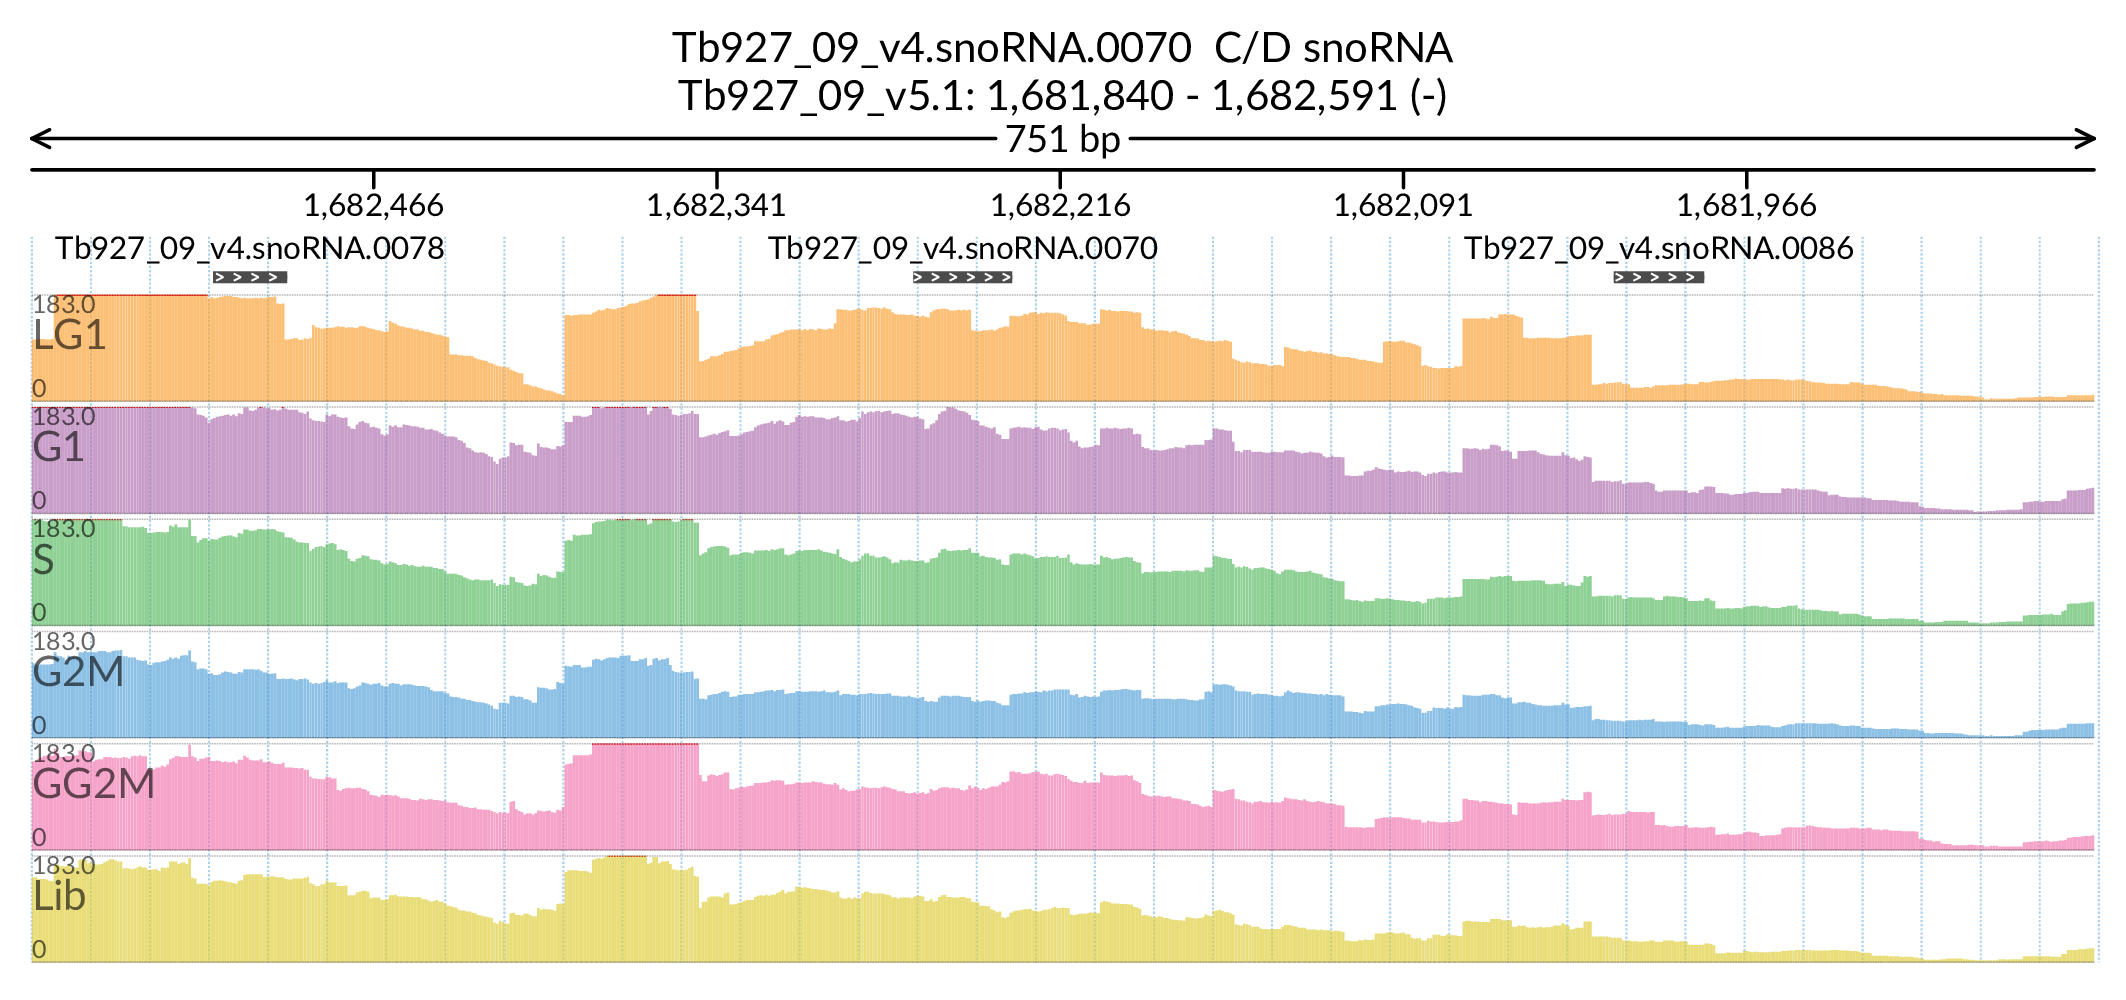 Tb927_09_v4.snoRNA.0070 C/D snoRNA
Tb927_09_v5.1: 1,681,840 - 1,682,591 (-)
751 bp
1,682,466 1,682,341 1,682,216 1,682,091 1,681,966
Tb927_09_v4.snoRNA.0078 Tb927_09_v4.snoRNA.0070 Tb927_09_v4.snoRNA.0086
183.0
LG1
0
183.0
G1
0
183.0
S
0
183.0
G2M
0
183.0
GG2M
0
183.0
Lib
0